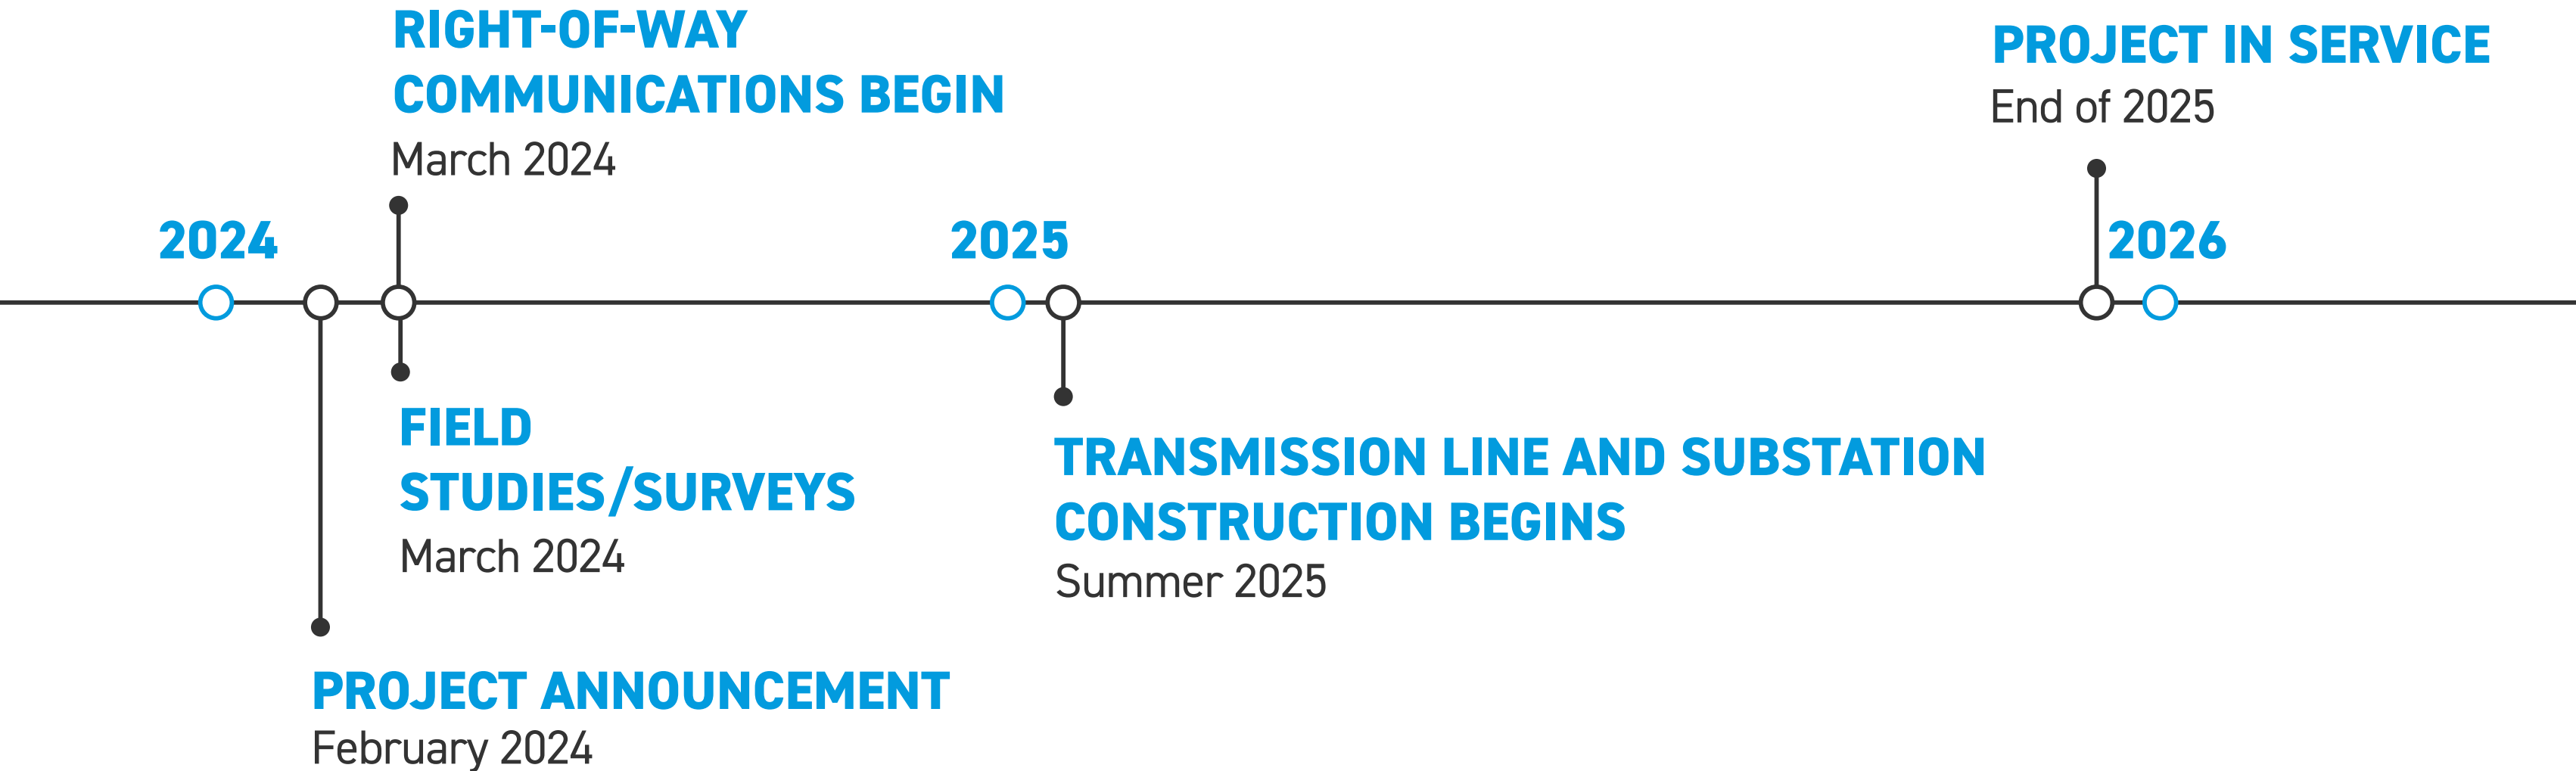 RIGHT-OF-WAY
COMMUNICATIONS BEGIN
March 2024
PROJECT IN SERVICE
End of 2025
2024
2025
2026
FIELD
STUDIES/SURVEYS
March 2024
TRANSMISSION LINE AND SUBSTATION
CONSTRUCTION BEGINS
Summer 2025
PROJECT ANNOUNCEMENT
February 2024